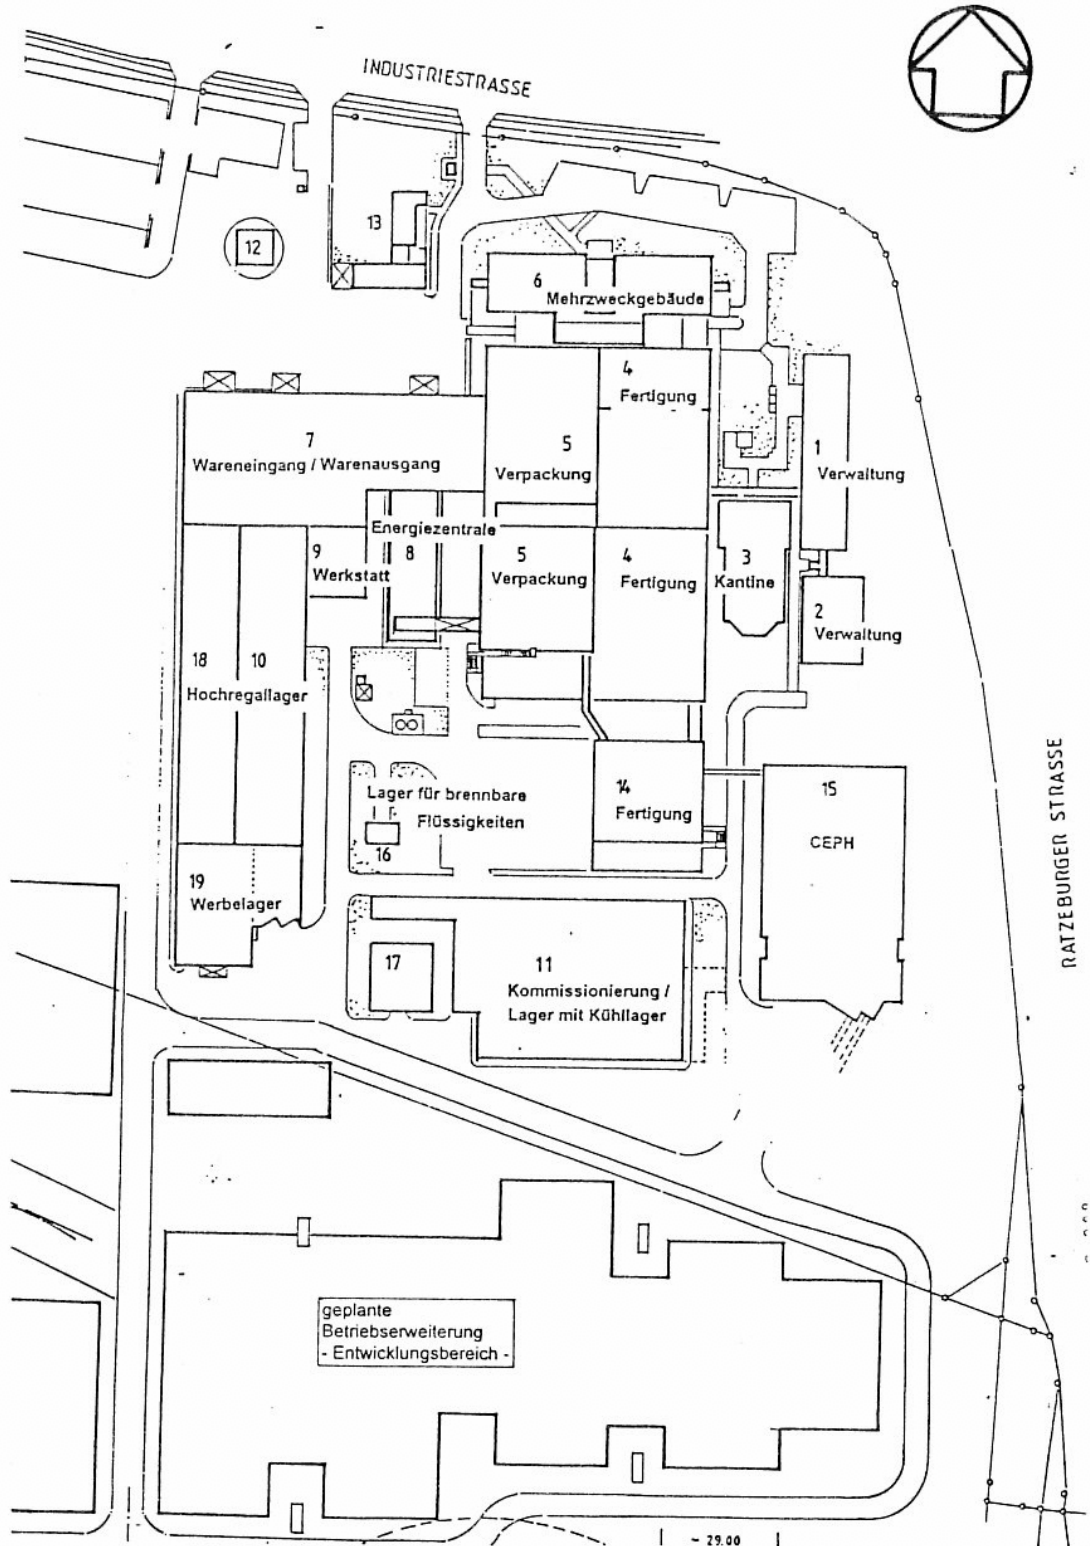 INDUSTRIESTRASSE
13
12
6
Mehrzweckgebäude
4
Fertigung
7
Wareneingang / Warenausgang
5
Verpackung
1
Verwaltung
Energiezentrale
9
Werkstatt
8
5
Verpackung
4
Fertigung
3
Kantine
2
Verwaltung
18
10
Hochregallager
RATZEBURGER STRASSE
14
Fertigung
15
CEPH
Lager für brennbare
Flüssigkeiten
16
19
Werbelager
17
11
Kommissionierung /
Lager mit Kühllager
geplante
Betriebserweiterung
- Entwicklungsbereich -
- 29.00